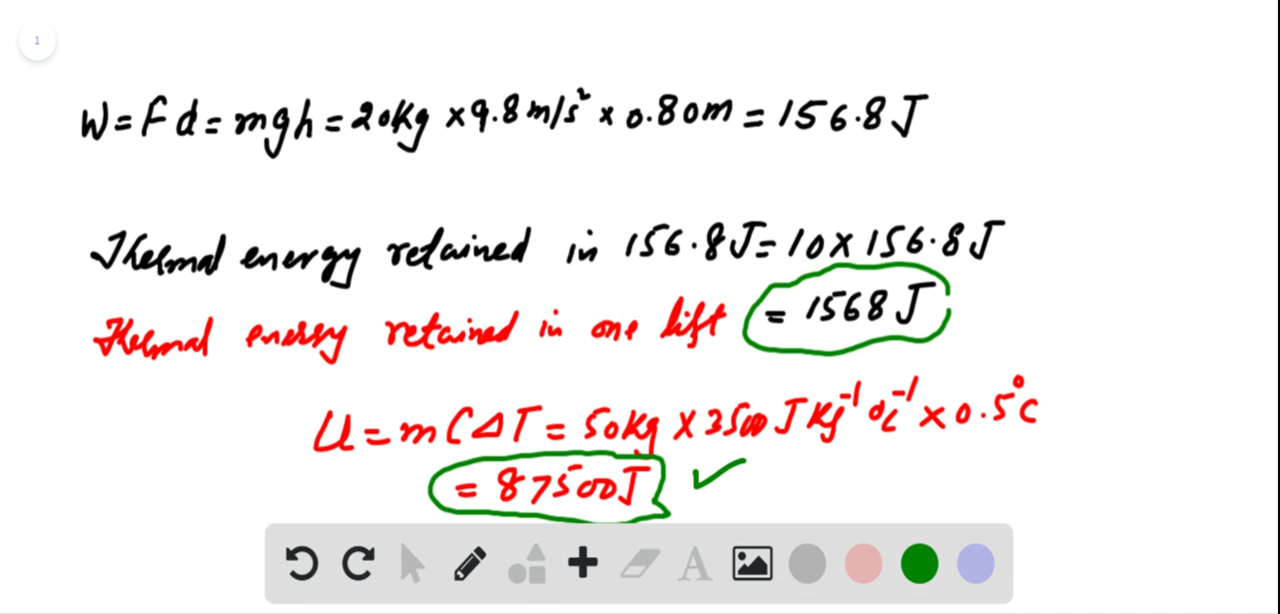 1
W = Fd = mgh = 20Kg × 9.8 m/s² × 0.80m = 156.8 J
Thermal energy retained in 156.8J = 10 × 156.8 J
= 1568 J
Thermal energy retained in one lift
U = mCΔT = 50Kg × 3500 J Kg⁻¹ °C⁻¹ × 0.5°C
= 87500J ✓
A